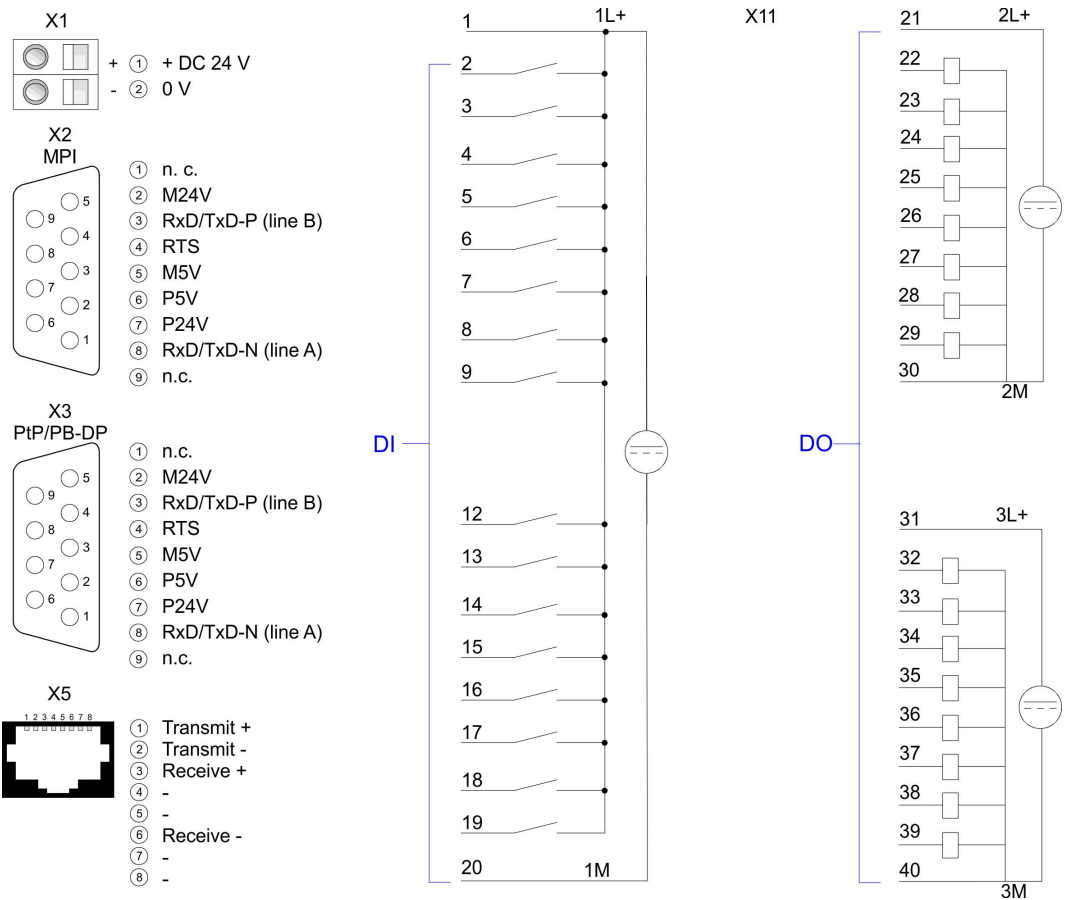 X1
+ ① + DC 24 V
- ② 0 V
X2
MPI
5
9
4
8
3
7
2
6
1
① n. c.
② M24V
③ RxD/TxD-P (line B)
④ RTS
⑤ M5V
⑥ P5V
⑦ P24V
⑧ RxD/TxD-N (line A)
⑨ n.c.
X3
PtP/PB-DP
5
9
4
8
3
7
2
6
1
① n.c.
② M24V
③ RxD/TxD-P (line B)
④ RTS
⑤ M5V
⑥ P5V
⑦ P24V
⑧ RxD/TxD-N (line A)
⑨ n.c.
X5
1 2 3 4 5 6 7 8
① Transmit +
② Transmit -
③ Receive +
④ -
⑤ -
⑥ Receive -
⑦ -
⑧ -
X11
DI
1 1L+
2
3
4
5
6
7
8
9
12
13
14
15
16
17
18
19
20 1M
DO
21 2L+
22
23
24
25
26
27
28
29
30
2M
31 3L+
32
33
34
35
36
37
38
39
40
3M